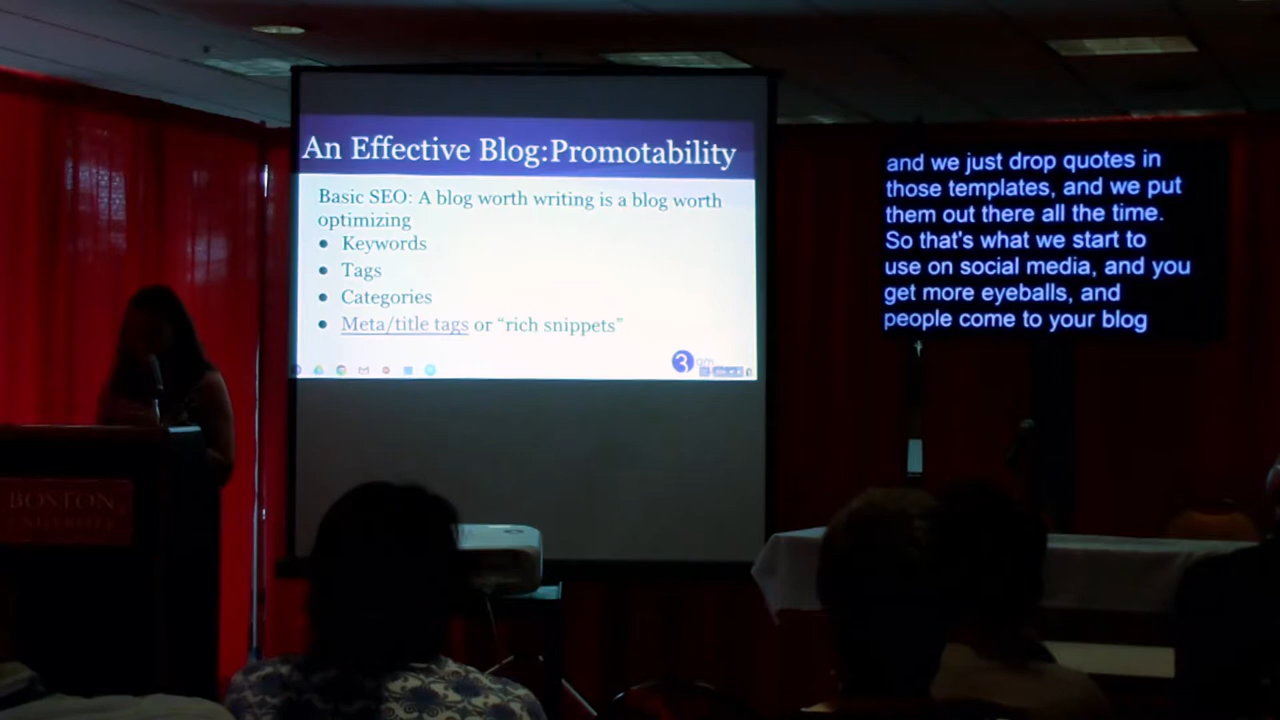 An Effective Blog:Promotability
Basic SEO: A blog worth writing is a blog worth
optimizing
● Keywords
● Tags
● Categories
● Meta/title tags or “rich snippets”
3 am
and we just drop quotes in
those templates, and we put
them out there all the time.
So that's what we start to
use on social media, and you
get more eyeballs, and
people come to your blog
BOSTON
UNIVERSITY